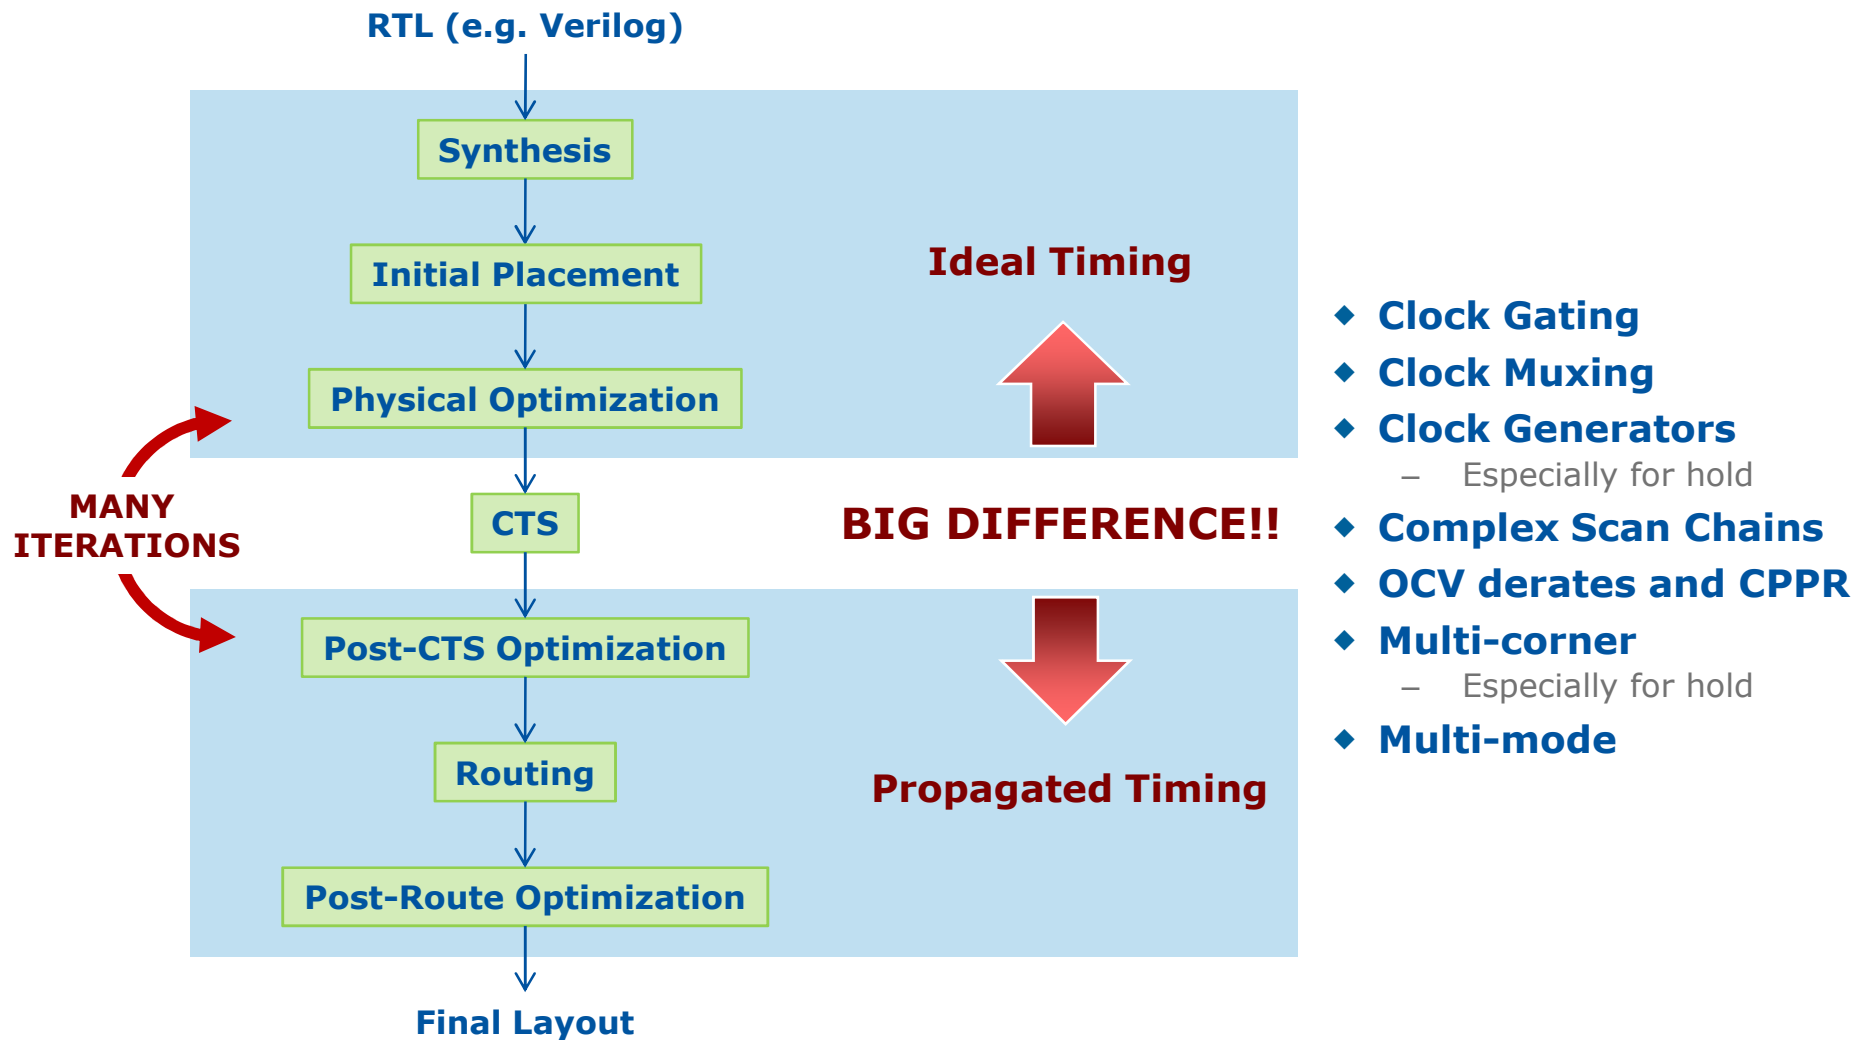 RTL (e.g. Verilog)
Synthesis
Initial Placement
Physical Optimization
CTS
Post-CTS Optimization
Routing
Post-Route Optimization
Final Layout
MANY
ITERATIONS
Ideal Timing
BIG DIFFERENCE!!
Propagated Timing
Clock Gating
Clock Muxing
Clock Generators
– Especially for hold
Complex Scan Chains
OCV derates and CPPR
Multi-corner
– Especially for hold
Multi-mode